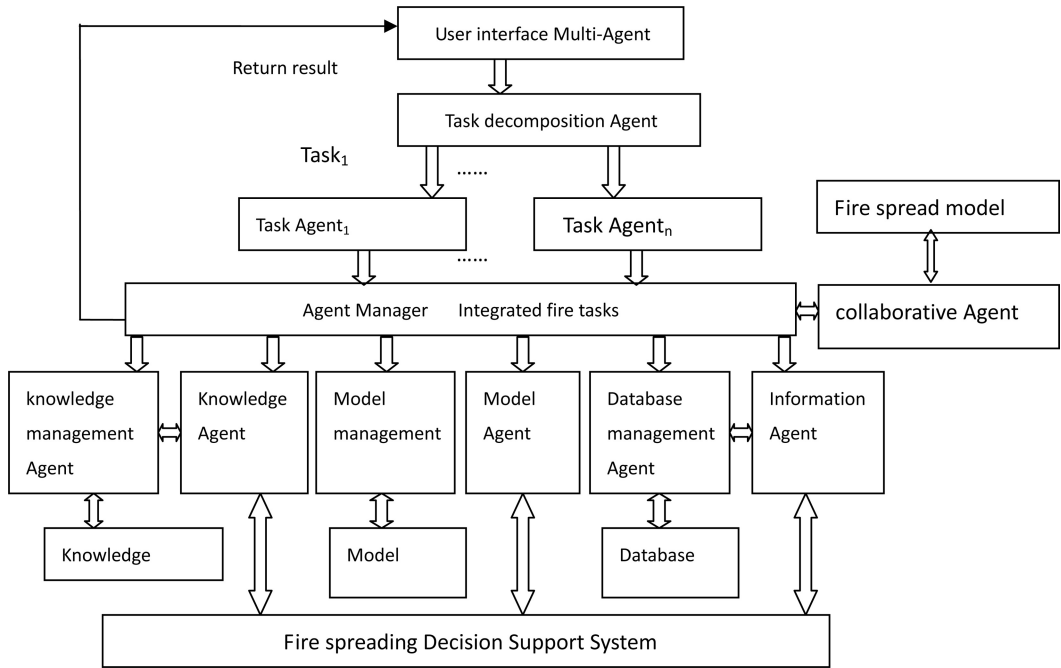 User interface Multi-Agent
Return result
Task decomposition Agent
Task₁
......
Task Agent₁
Task Agentₙ
Fire spread model
......
Agent Manager Integrated fire tasks
collaborative Agent
knowledge
management
Agent
Knowledge
Agent
Model
management
Model
Agent
Database
management
Agent
Information
Agent
Knowledge
Model
Database
Fire spreading Decision Support System